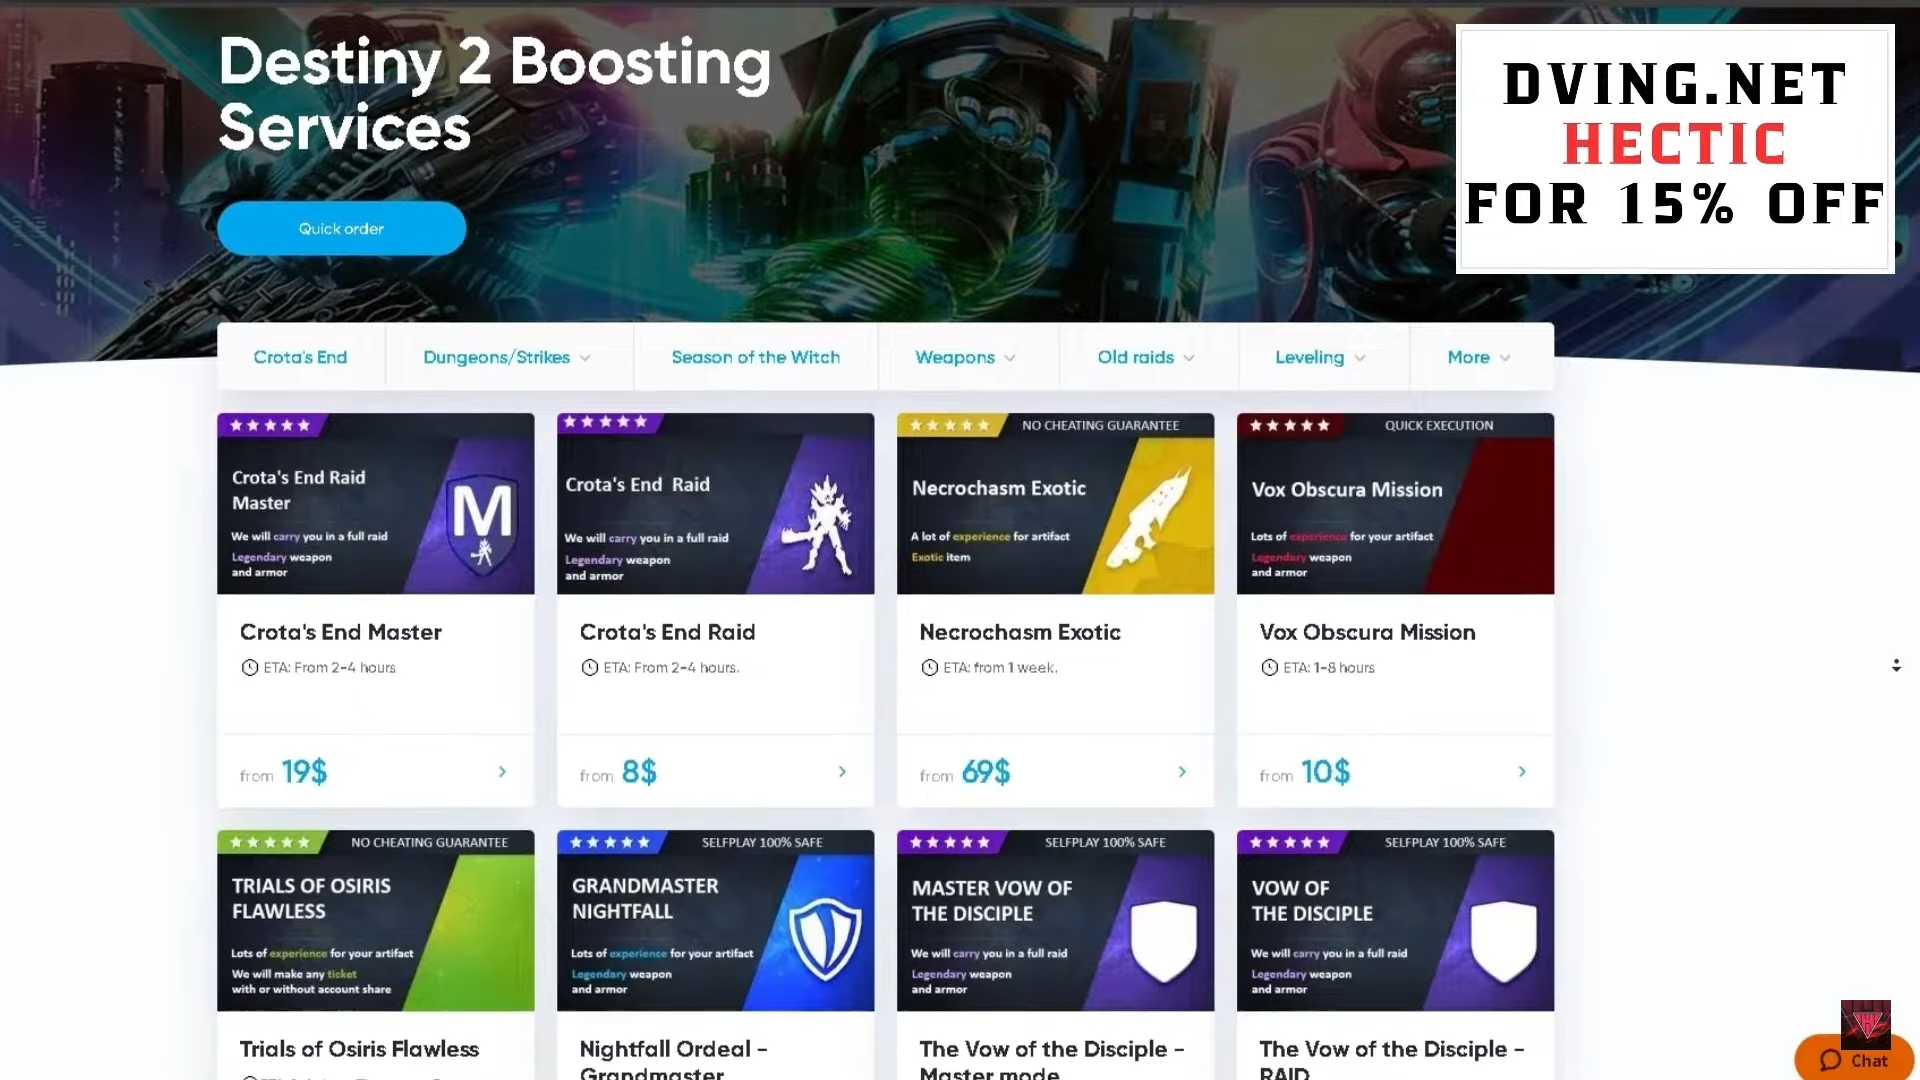 Destiny 2 Boosting
Services
Quick order
DVING.NET
HECTIC
FOR 15% OFF
Crota's End
Dungeons/Strikes
Season of the Witch
Weapons
Old raids
Leveling
More
Crota's End Raid
Master
We will carry you in a full raid
Legendary weapon
and armor
Crota's End Master
ETA: From 2-4 hours
from 19$
Crota's End Raid
We will carry you in a full raid
Legendary weapon
and armor
Crota's End Raid
ETA: From 2-4 hours.
from 8$
NO CHEATING GUARANTEE
Necrochasm Exotic
A lot of experience for artifact
Exotic item
Necrochasm Exotic
ETA: from 1 week.
from 69$
QUICK EXECUTION
Vox Obscura Mission
Lots of experience for your artifact
Legendary weapon
and armor
Vox Obscura Mission
ETA: 1-8 hours
from 10$
NO CHEATING GUARANTEE
TRIALS OF OSIRIS
FLAWLESS
Lots of experience for your artifact
We will make any ticket
with or without account share
Trials of Osiris Flawless
SELFPLAY 100% SAFE
GRANDMASTER
NIGHTFALL
Lots of experience for your artifact
Legendary weapon
and armor
Nightfall Ordeal -
Grandmaster
SELFPLAY 100% SAFE
MASTER VOW OF
THE DISCIPLE
We will carry you in a full raid
Legendary weapon
and armor
The Vow of the Disciple -
Master mode
SELFPLAY 100% SAFE
VOW OF
THE DISCIPLE
We will carry you in a full raid
Legendary weapon
and armor
The Vow of the Disciple -
RAID
Chat